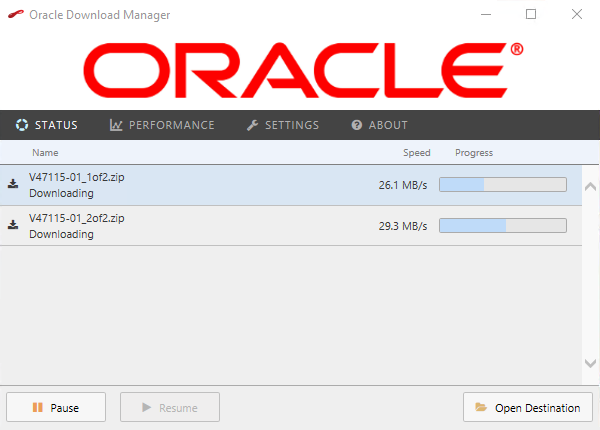 Oracle Download Manager
ORACLE®
STATUS PERFORMANCE SETTINGS ABOUT
Name Speed Progress
V47115-01_1of2.zip
Downloading 26.1 MB/s
V47115-01_2of2.zip
Downloading 29.3 MB/s
Pause Resume Open Destination